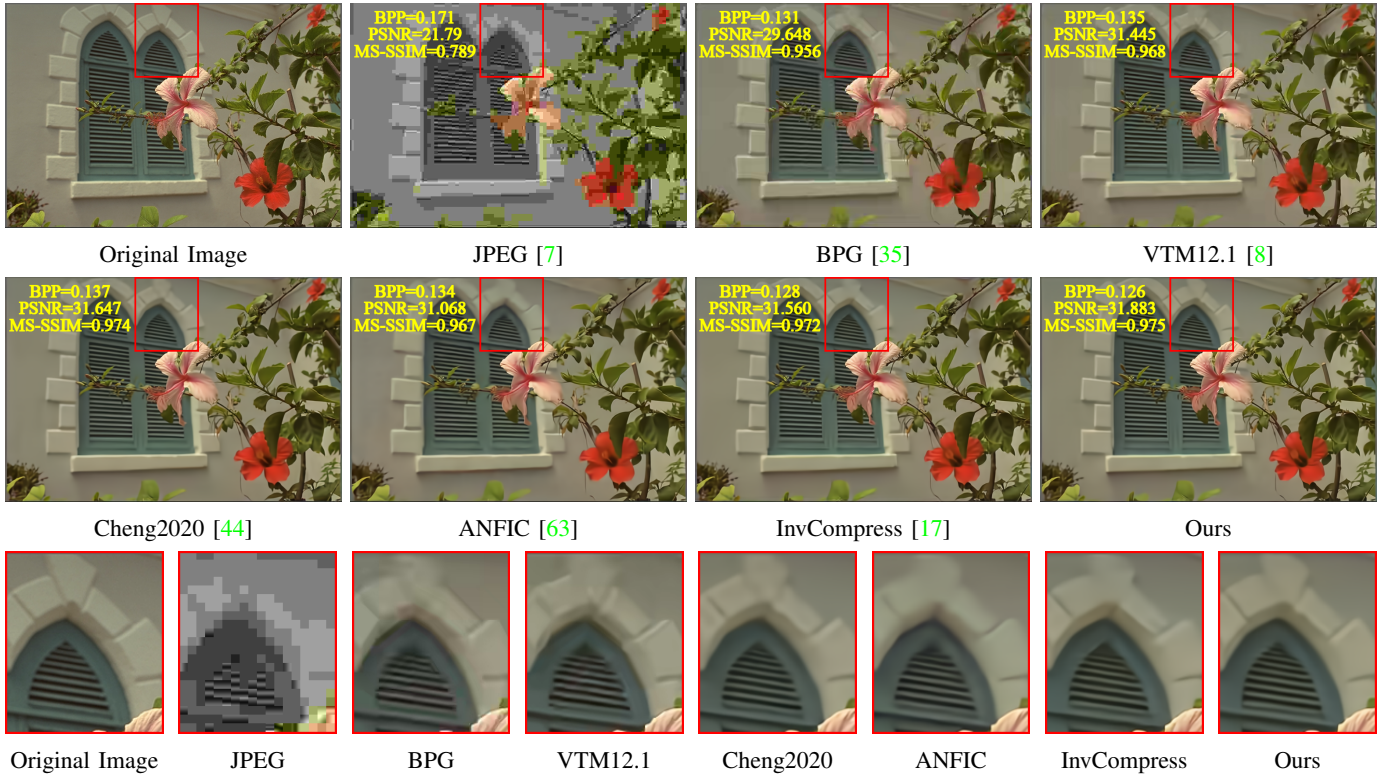 BPP=0.171
PSNR=21.79
MS-SSIM=0.789
BPP=0.131
PSNR=29.648
MS-SSIM=0.956
BPP=0.135
PSNR=31.445
MS-SSIM=0.968
Original Image
JPEG [7]
BPG [35]
VTM12.1 [8]
BPP=0.137
PSNR=31.647
MS-SSIM=0.974
BPP=0.134
PSNR=31.068
MS-SSIM=0.967
BPP=0.128
PSNR=31.560
MS-SSIM=0.972
BPP=0.126
PSNR=31.883
MS-SSIM=0.975
Cheng2020 [44]
ANFIC [63]
InvCompress [17]
Ours
Original Image
JPEG
BPG
VTM12.1
Cheng2020
ANFIC
InvCompress
Ours